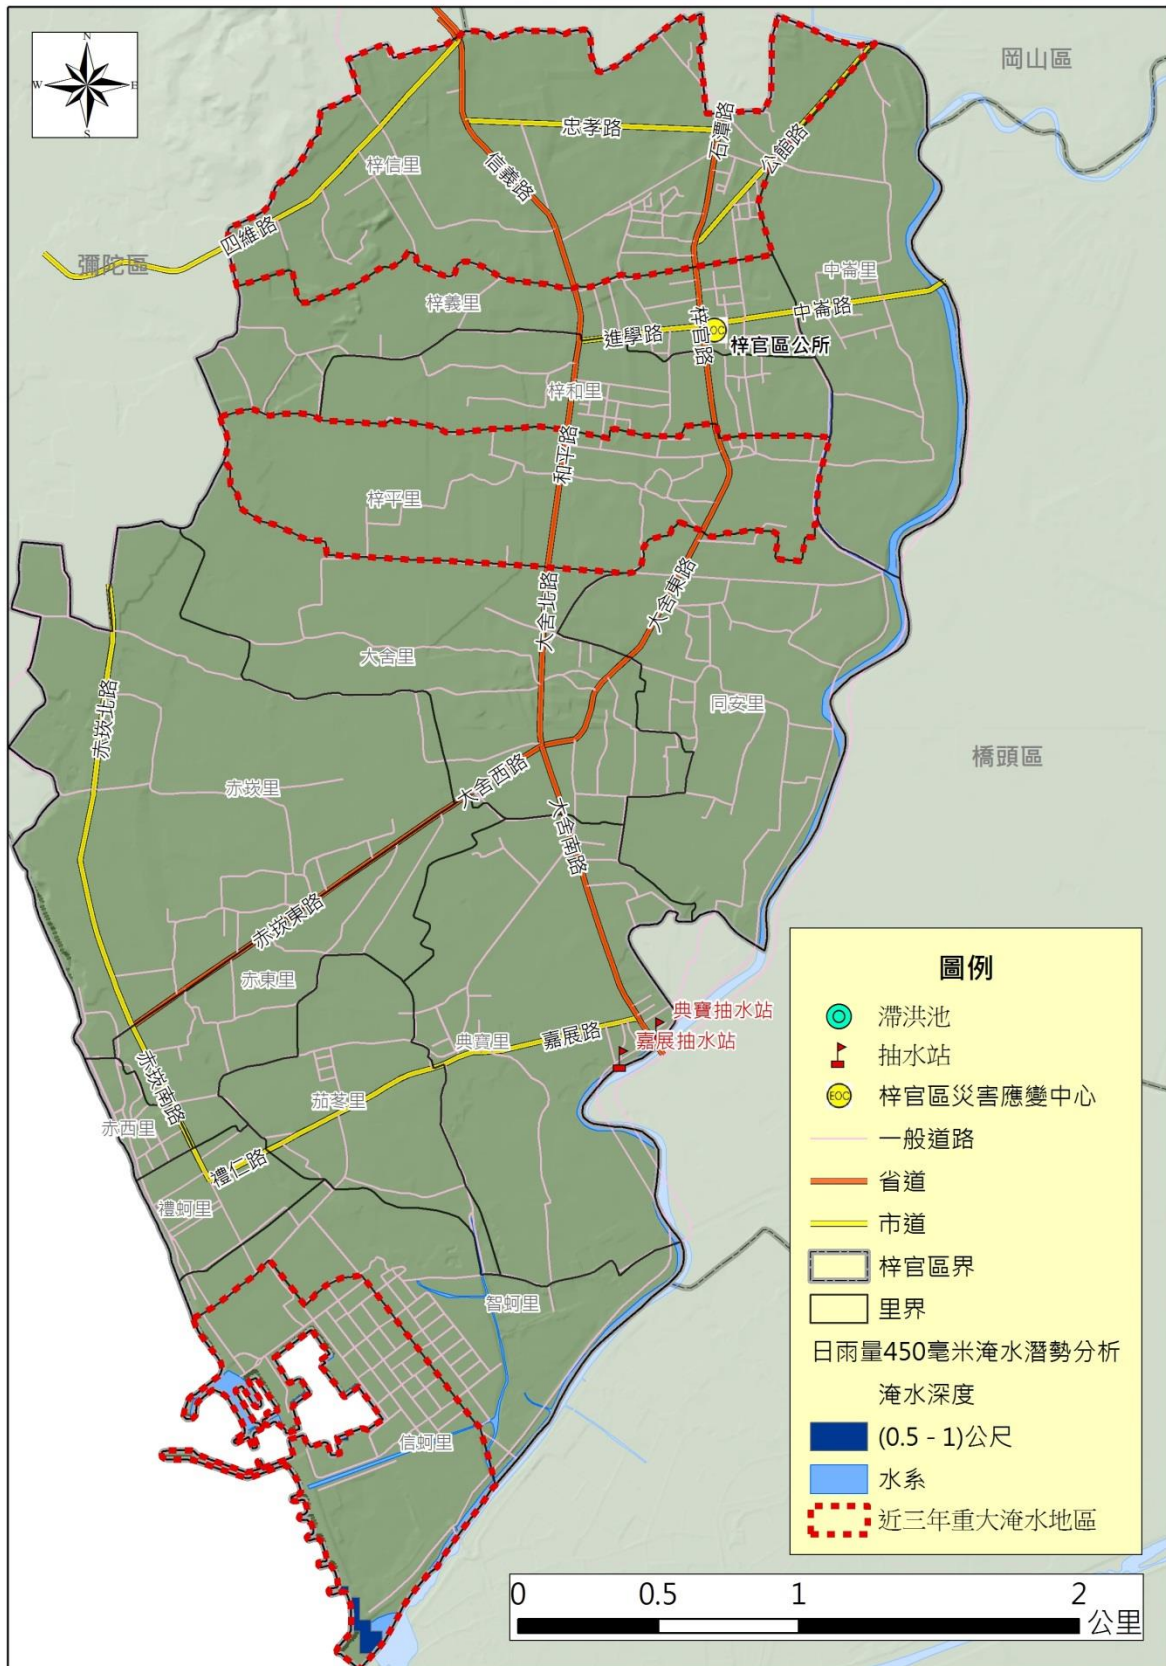 N
W
E
S
岡山區
忠孝路
石潭路
公館路
信義路
梓信里
四維路
彌陀區
中崙里
梓義里
中崙路
進學路
梓官路
EOC
梓官區公所
梓和里
和平路
梓平里
大舍北路
大舍東路
大舍里
同安里
赤崁北路
橋頭區
大舍西路
赤崁里
大舍南路
赤崁東路
赤東里
典寶抽水站
嘉展抽水站
典寶里
嘉展路
赤崁南路
茄苳里
赤西里
禮仁路
禮蚵里
智蚵里
信蚵里
圖例
滯洪池
抽水站
EOC
梓官區災害應變中心
一般道路
省道
市道
梓官區界
里界
日雨量450毫米淹水潛勢分析
淹水深度
(0.5 - 1)公尺
水系
近三年重大淹水地區
0 0.5 1 2
公里